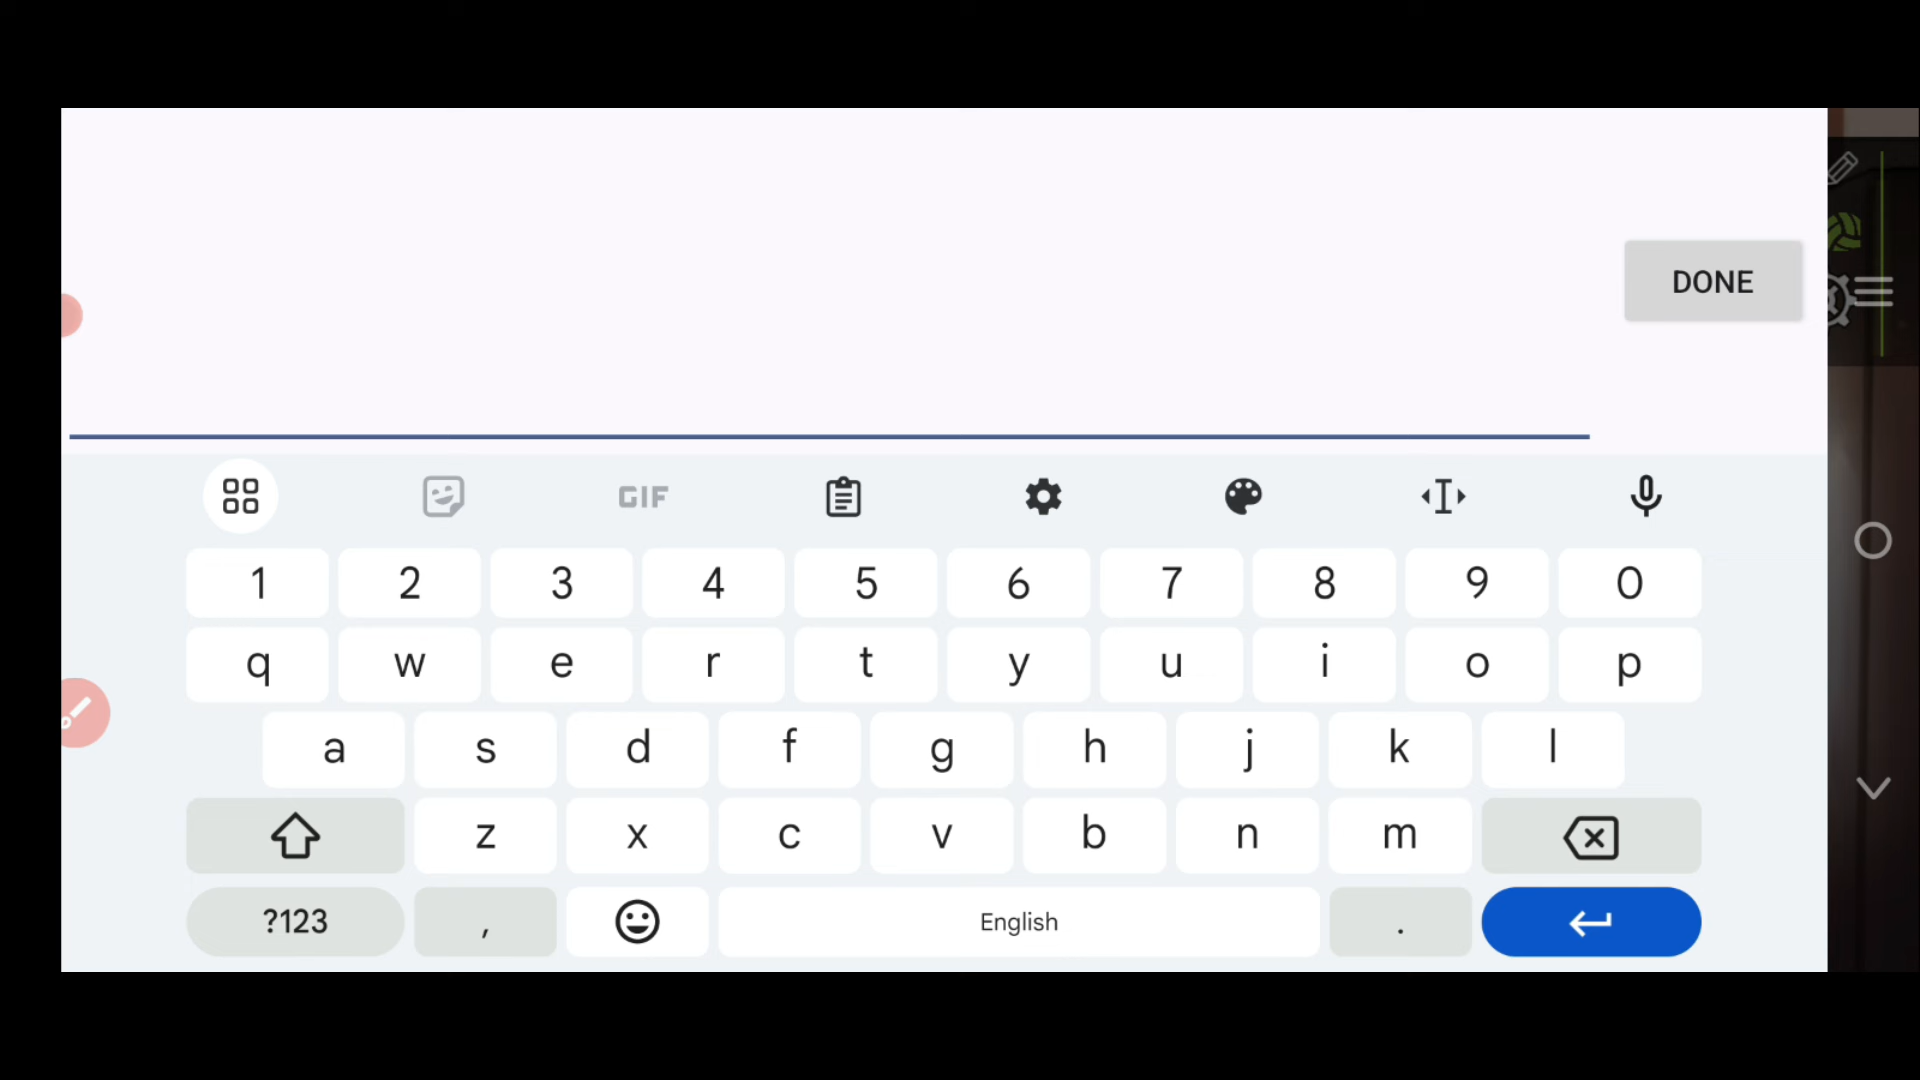 DONE
GIF
1 2 3 4 5 6 7 8 9 0
q w e r t y u i o p
a s d f g h j k l
z x c v b n m
?123 , English .